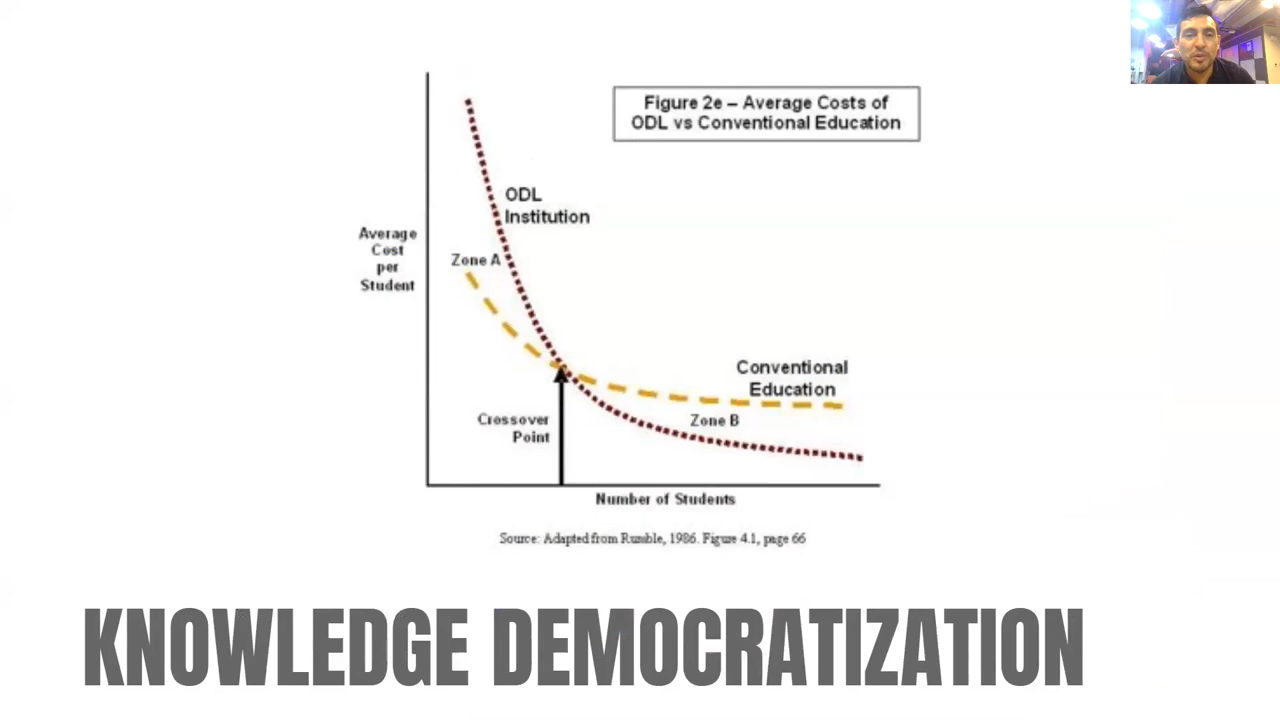 Figure 2e – Average Costs of
ODL vs Conventional Education
ODL
Institution
Average
Cost
per
Student
Zone A
Conventional
Education
Crossover
Point
Zone B
Number of Students
Source: Adapted from Rumble, 1986. Figure 4.1, page 66
KNOWLEDGE DEMOCRATIZATION